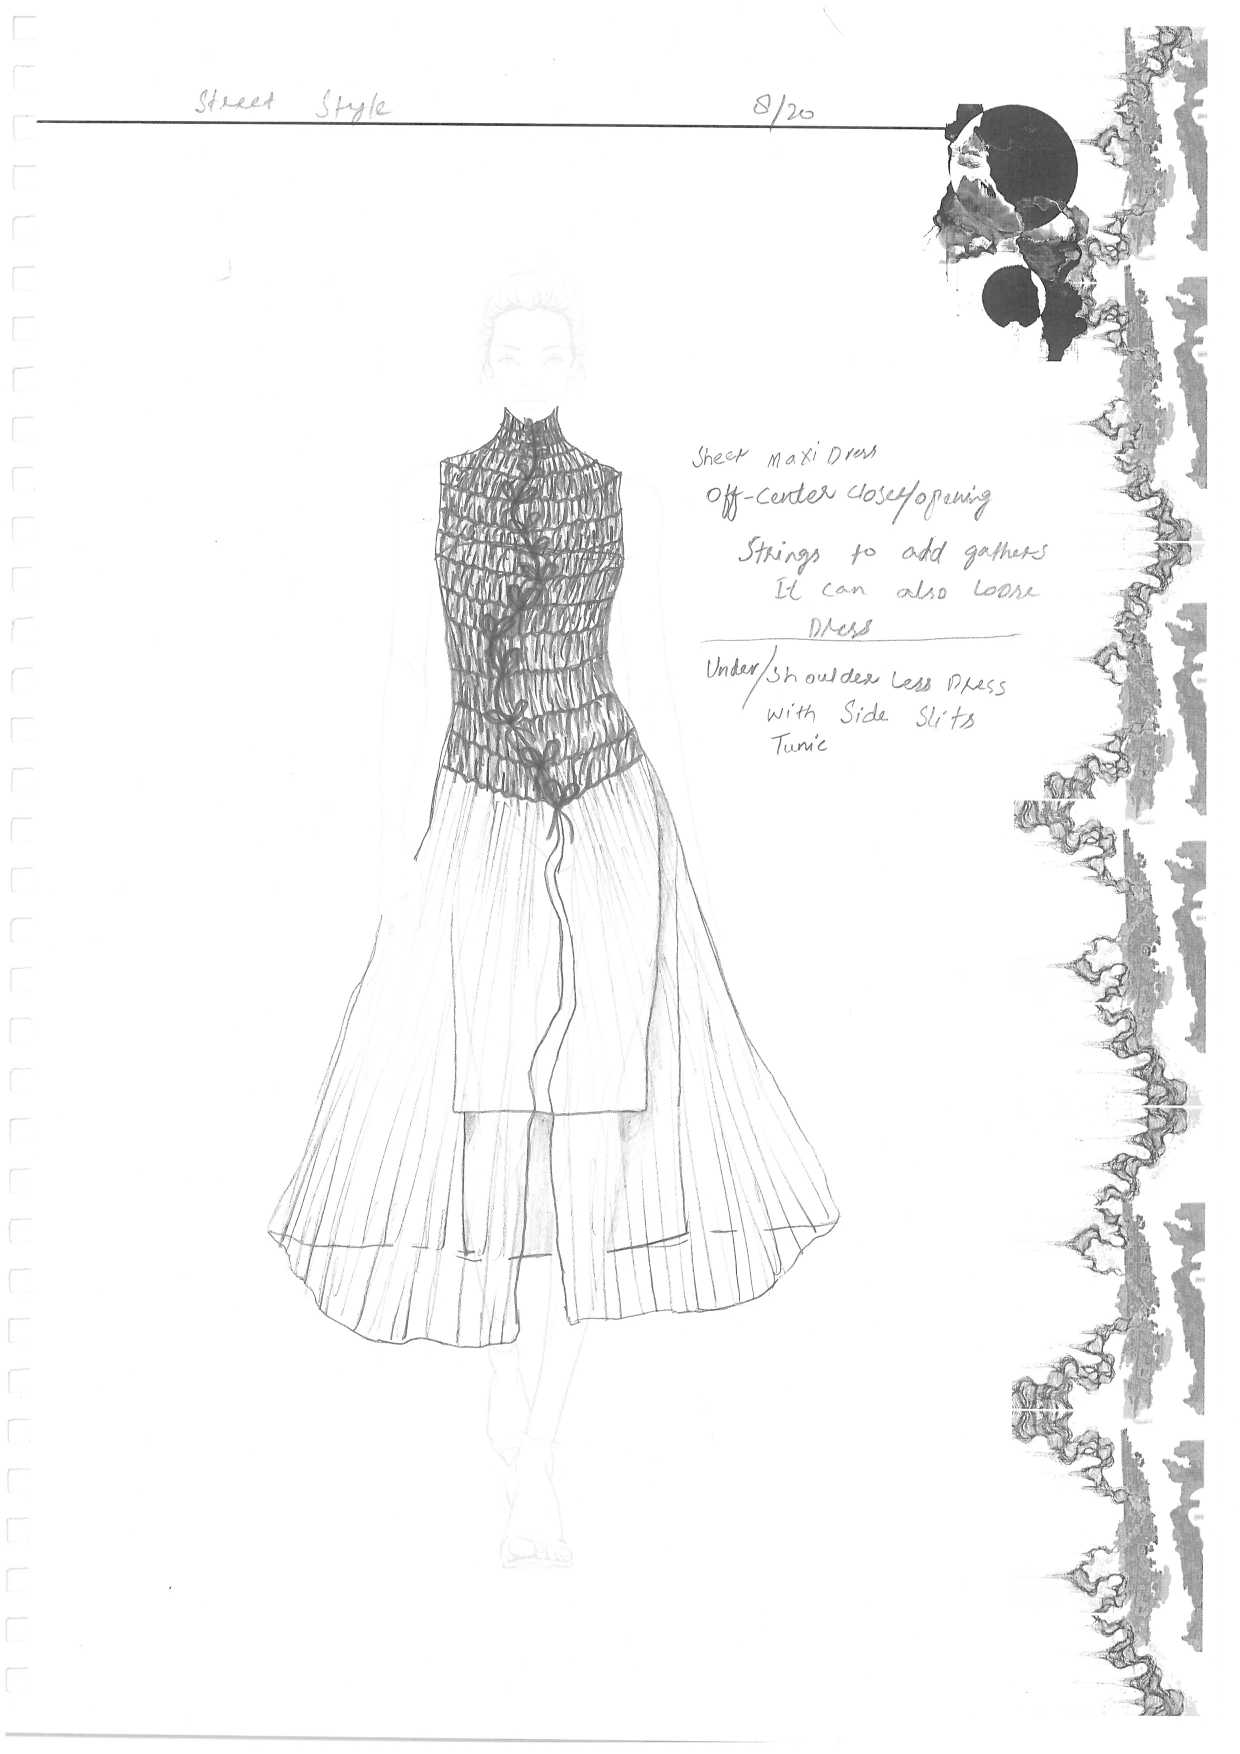 Street Style
8/20
Sheer Maxi Dress
Off-center closer/opening
Strings to add gathers
It can also Loose
Dress
Under/Shoulder Less Dress
with Side Slits
Tunic